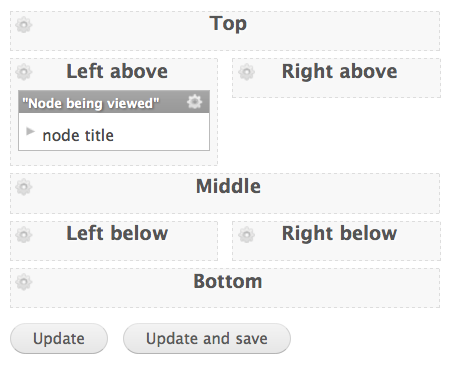 Top
Left above
Right above
"Node being viewed"
node title
Middle
Left below
Right below
Bottom
Update
Update and save